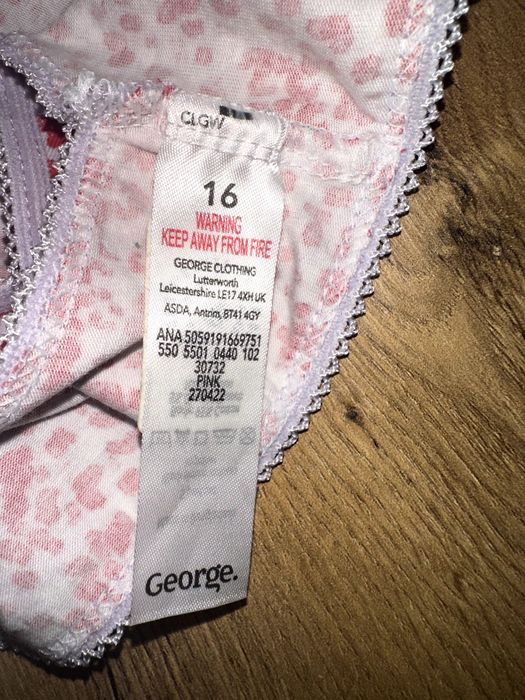 CLGW
16
WARNING
KEEP AWAY FROM FIRE
GEORGE CLOTHING
Lutterworth
Leicestershire LE17 4XH UK
ASDA, Antrim, BT41 4GY
ANA 5059191669751
550 5501 0440 102
30732
PINK
270422
George.